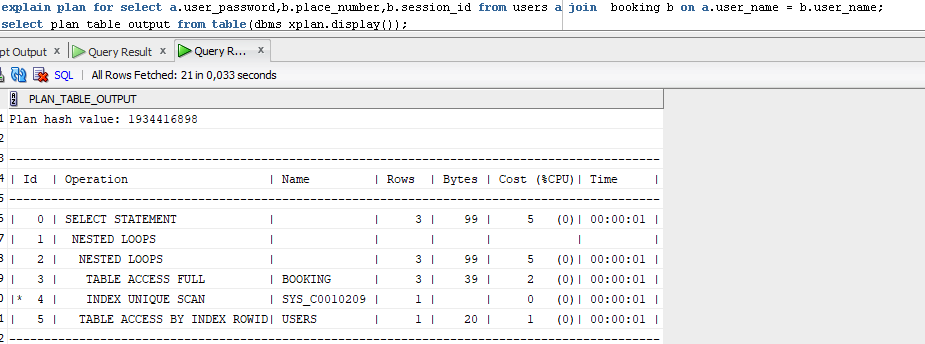 explain plan for select a.user_password,b.place_number,b.session_id from users a join  booking b on a.user_name = b.user_name;
select plan_table_output from table(dbms_xplan.display());
pt Output x | Query Result x Query R... x
SQL | All Rows Fetched: 21 in 0,033 seconds
PLAN_TABLE_OUTPUT
1 Plan hash value: 1934416898
2
3 --------------------------------------------------------------------------------------------
4 | Id  | Operation                    | Name         | Rows  | Bytes | Cost (%CPU)| Time     |
5 --------------------------------------------------------------------------------------------
6 |   0 | SELECT STATEMENT             |              |     3 |    99 |     5   (0)| 00:00:01 |
7 |   1 |  NESTED LOOPS                |              |       |       |            |          |
8 |   2 |   NESTED LOOPS               |              |     3 |    99 |     5   (0)| 00:00:01 |
9 |   3 |    TABLE ACCESS FULL         | BOOKING      |     3 |    39 |     2   (0)| 00:00:01 |
0 |*  4 |    INDEX UNIQUE SCAN         | SYS_C0010209 |     1 |       |     0   (0)| 00:00:01 |
1 |   5 |   TABLE ACCESS BY INDEX ROWID| USERS        |     1 |    20 |     1   (0)| 00:00:01 |
2 --------------------------------------------------------------------------------------------